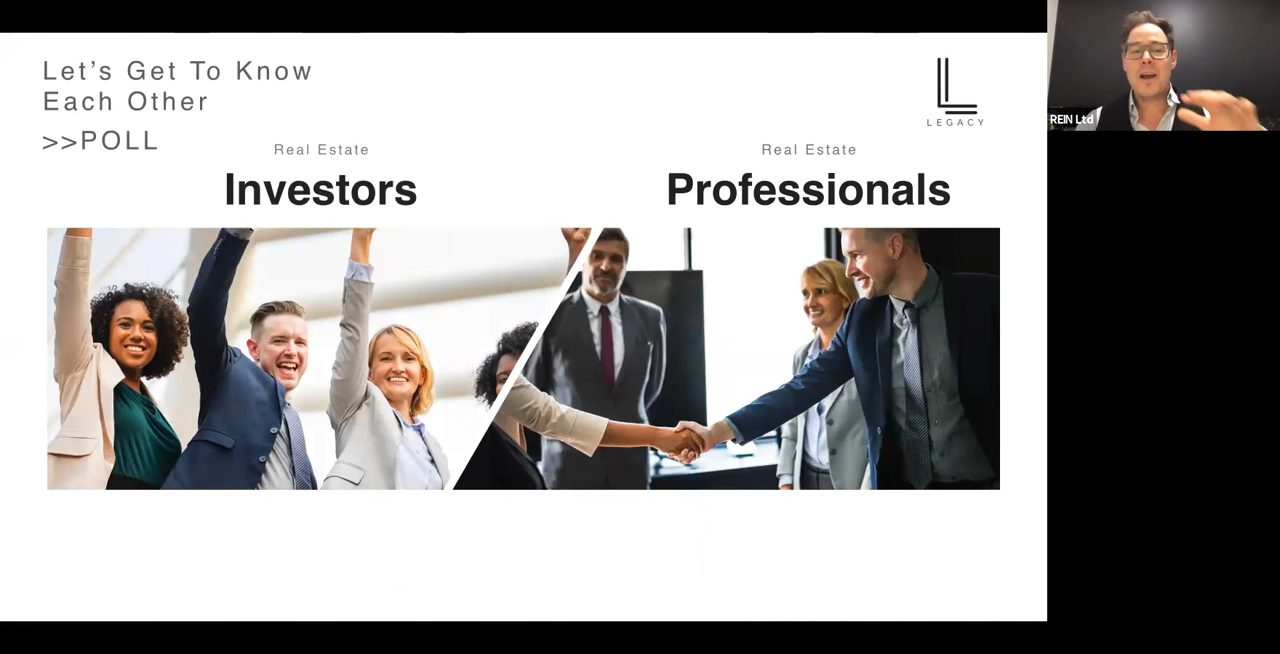 Let's Get To Know
Each Other
>>POLL
LEGACY
Real Estate
Investors
Real Estate
Professionals
REIN Ltd